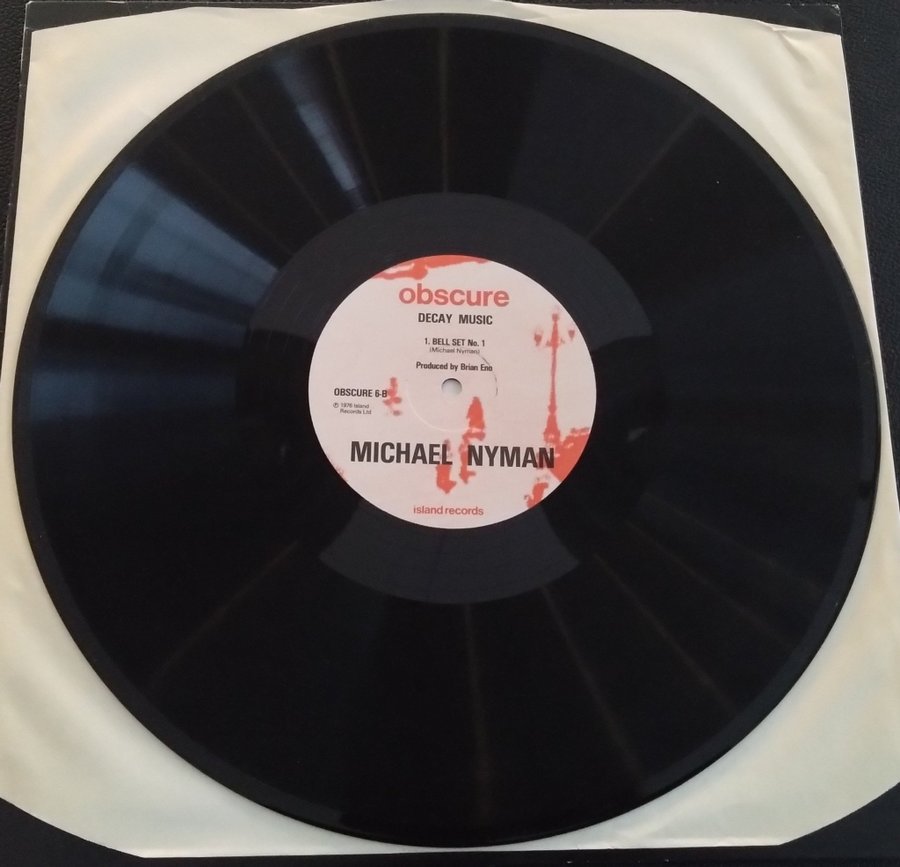 obscure
DECAY MUSIC
1. BELL SET No. 1
(Michael Nyman)
Produced by Brian Eno
OBSCURE 6-B
℗ 1976 Island
Records Ltd
MICHAEL NYMAN
island records